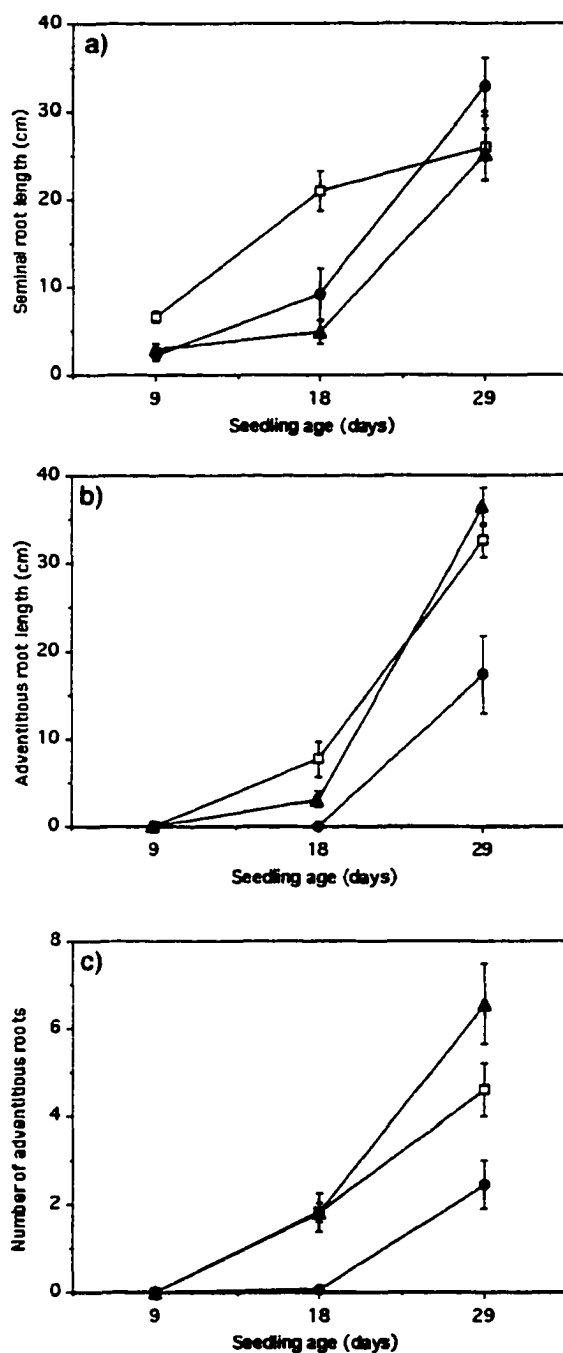 a)
Seminal root length (cm)
40
30
20
10
0
9 18 29
Seedling age (days)
b)
Adventitious root length (cm)
40
30
20
10
0
9 18 29
Seedling age (days)
c)
Number of adventitious roots
8
6
4
2
0
9 18 29
Seedling age (days)